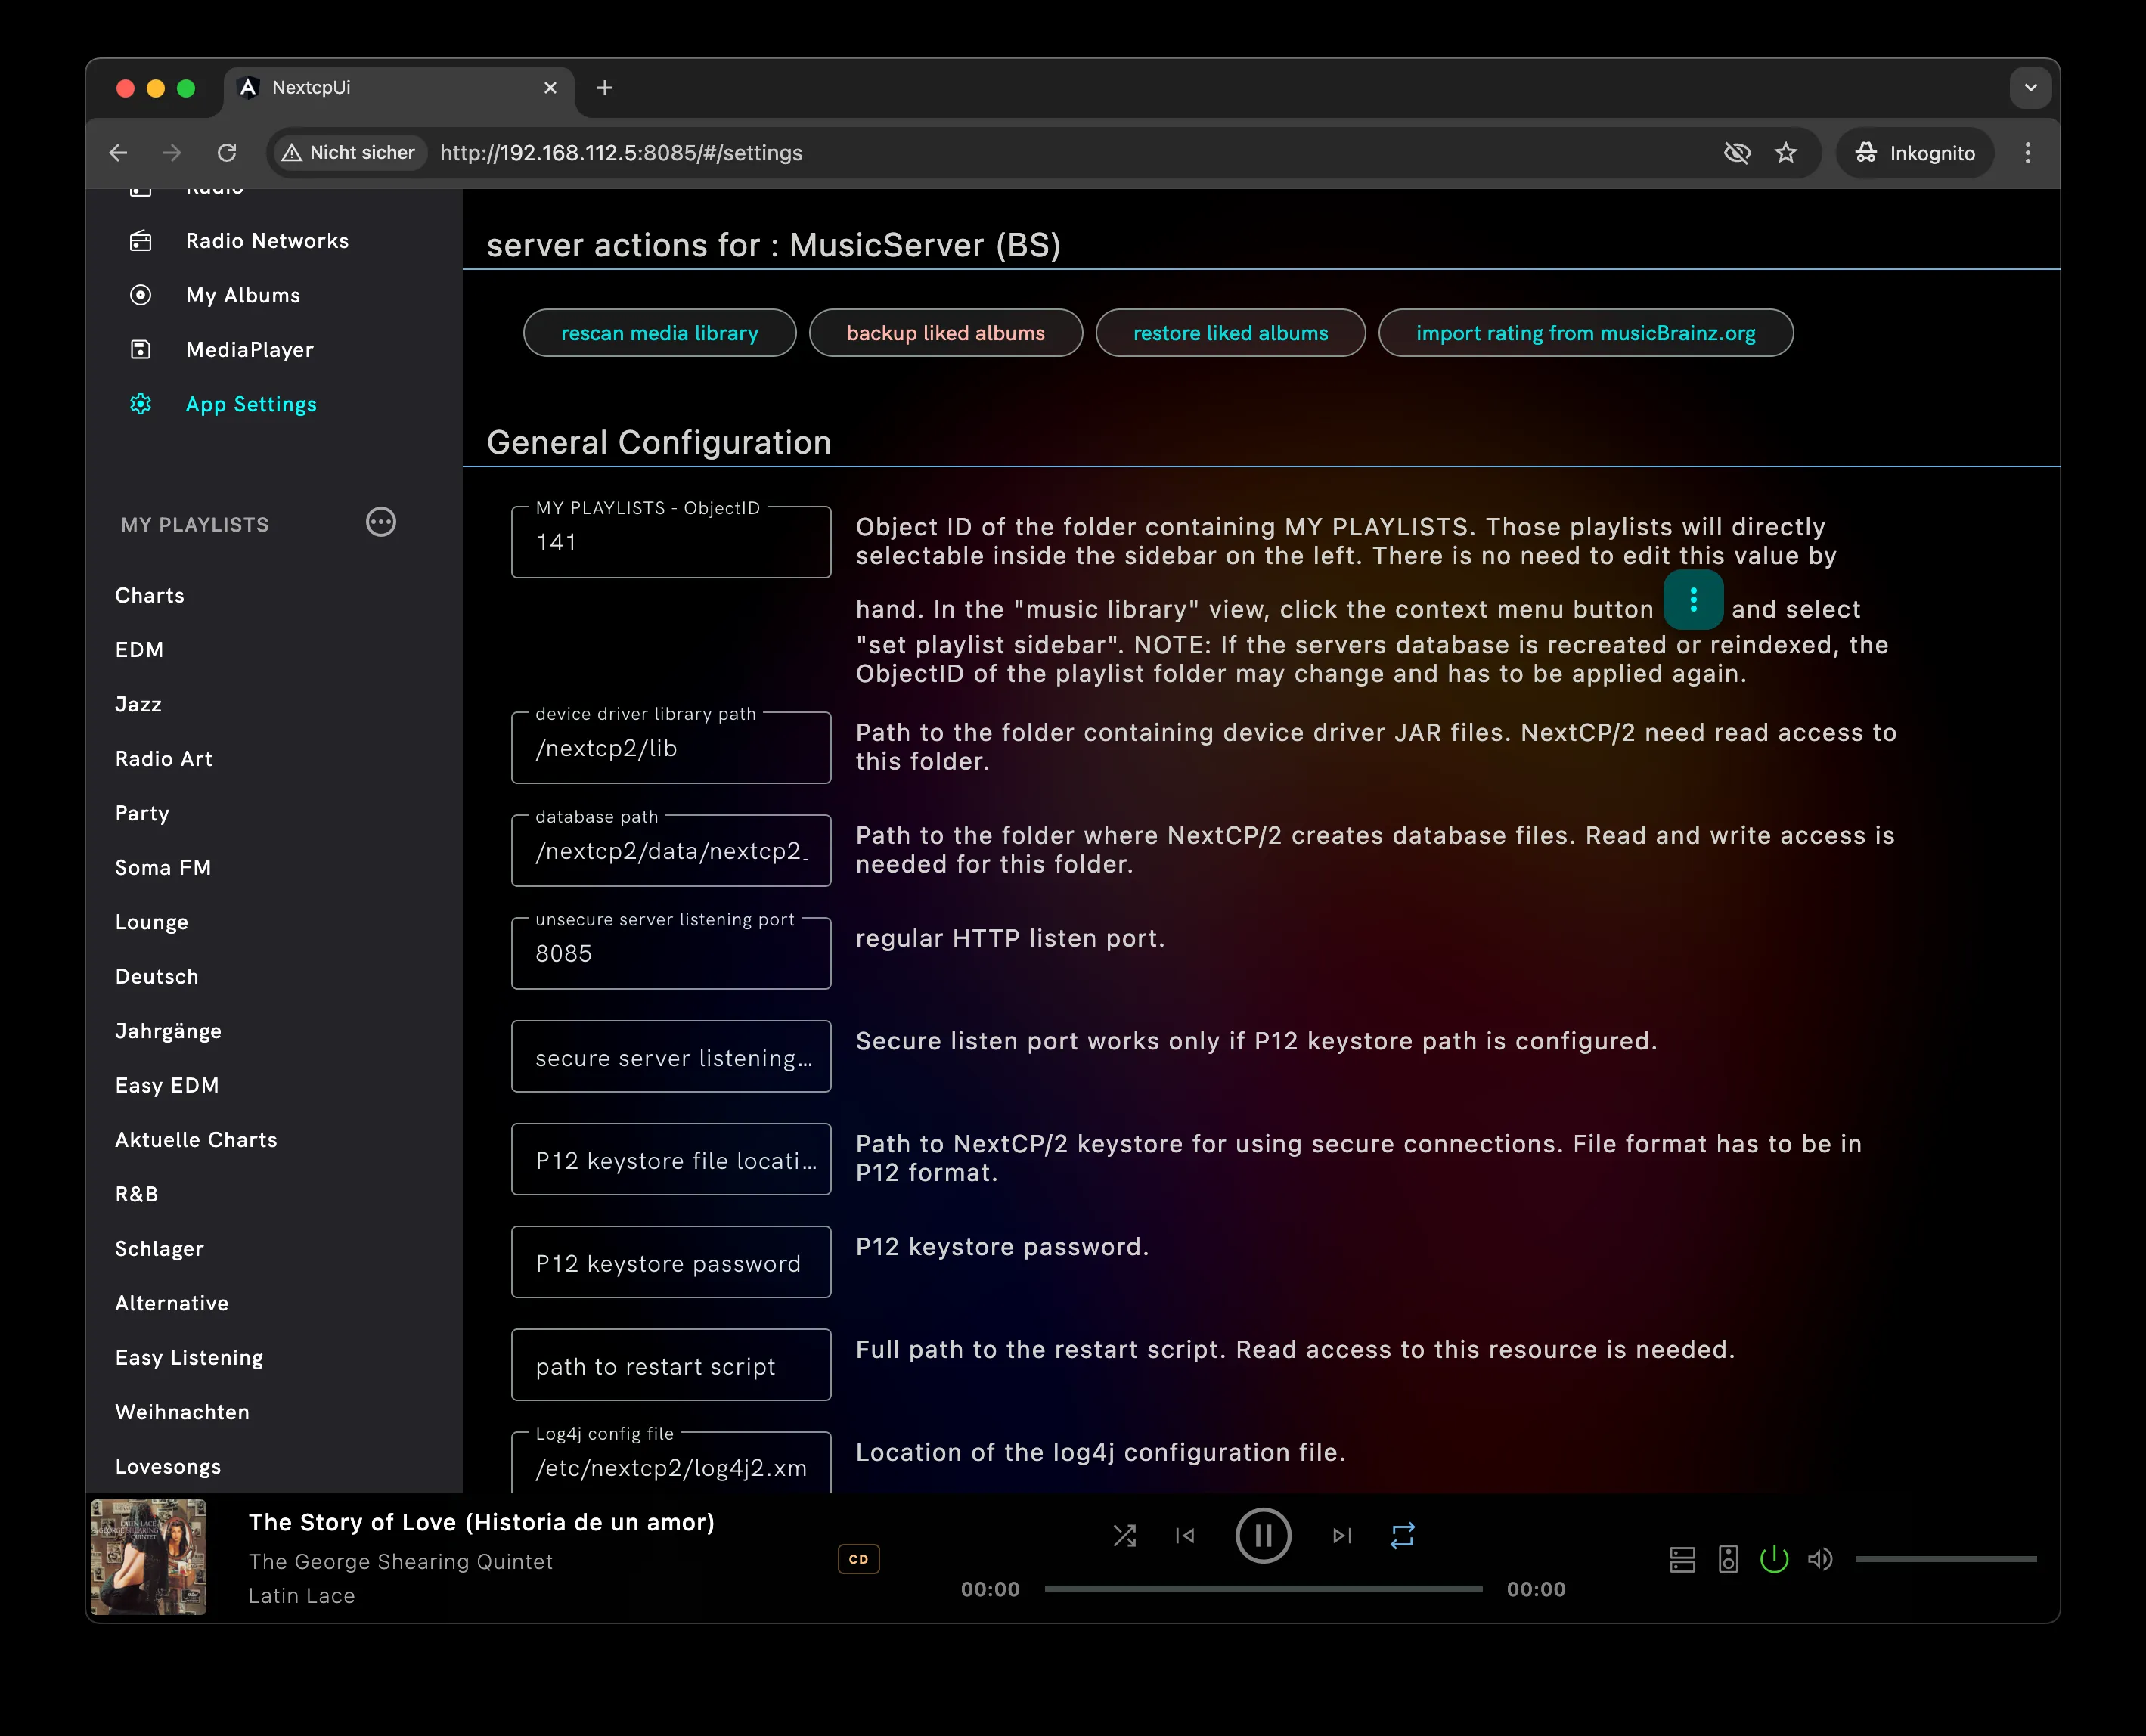 NextcpUi
Nicht sicher
http://192.168.112.5:8085/#/settings
Inkognito
Radio
Radio Networks
My Albums
MediaPlayer
App Settings
MY PLAYLISTS
Charts
EDM
Jazz
Radio Art
Party
Soma FM
Lounge
Deutsch
Jahrgänge
Easy EDM
Aktuelle Charts
R&B
Schlager
Alternative
Easy Listening
Weihnachten
Lovesongs
server actions for : MusicServer (BS)
rescan media library
backup liked albums
restore liked albums
import rating from musicBrainz.org
General Configuration
MY PLAYLISTS - ObjectID
141
Object ID of the folder containing MY PLAYLISTS. Those playlists will directly
selectable inside the sidebar on the left. There is no need to edit this value by
hand. In the "music library" view, click the context menu button and select
"set playlist sidebar". NOTE: If the servers database is recreated or reindexed, the
ObjectID of the playlist folder may change and has to be applied again.
device driver library path
/nextcp2/lib
Path to the folder containing device driver JAR files. NextCP/2 need read access to
this folder.
database path
/nextcp2/data/nextcp2_
Path to the folder where NextCP/2 creates database files. Read and write access is
needed for this folder.
unsecure server listening port
8085
regular HTTP listen port.
secure server listening...
Secure listen port works only if P12 keystore path is configured.
P12 keystore file locati...
Path to NextCP/2 keystore for using secure connections. File format has to be in
P12 format.
P12 keystore password
P12 keystore password.
path to restart script
Full path to the restart script. Read access to this resource is needed.
Log4j config file
/etc/nextcp2/log4j2.xm
Location of the log4j configuration file.
The Story of Love (Historia de un amor)
The George Shearing Quintet
Latin Lace
CD
00:00
00:00